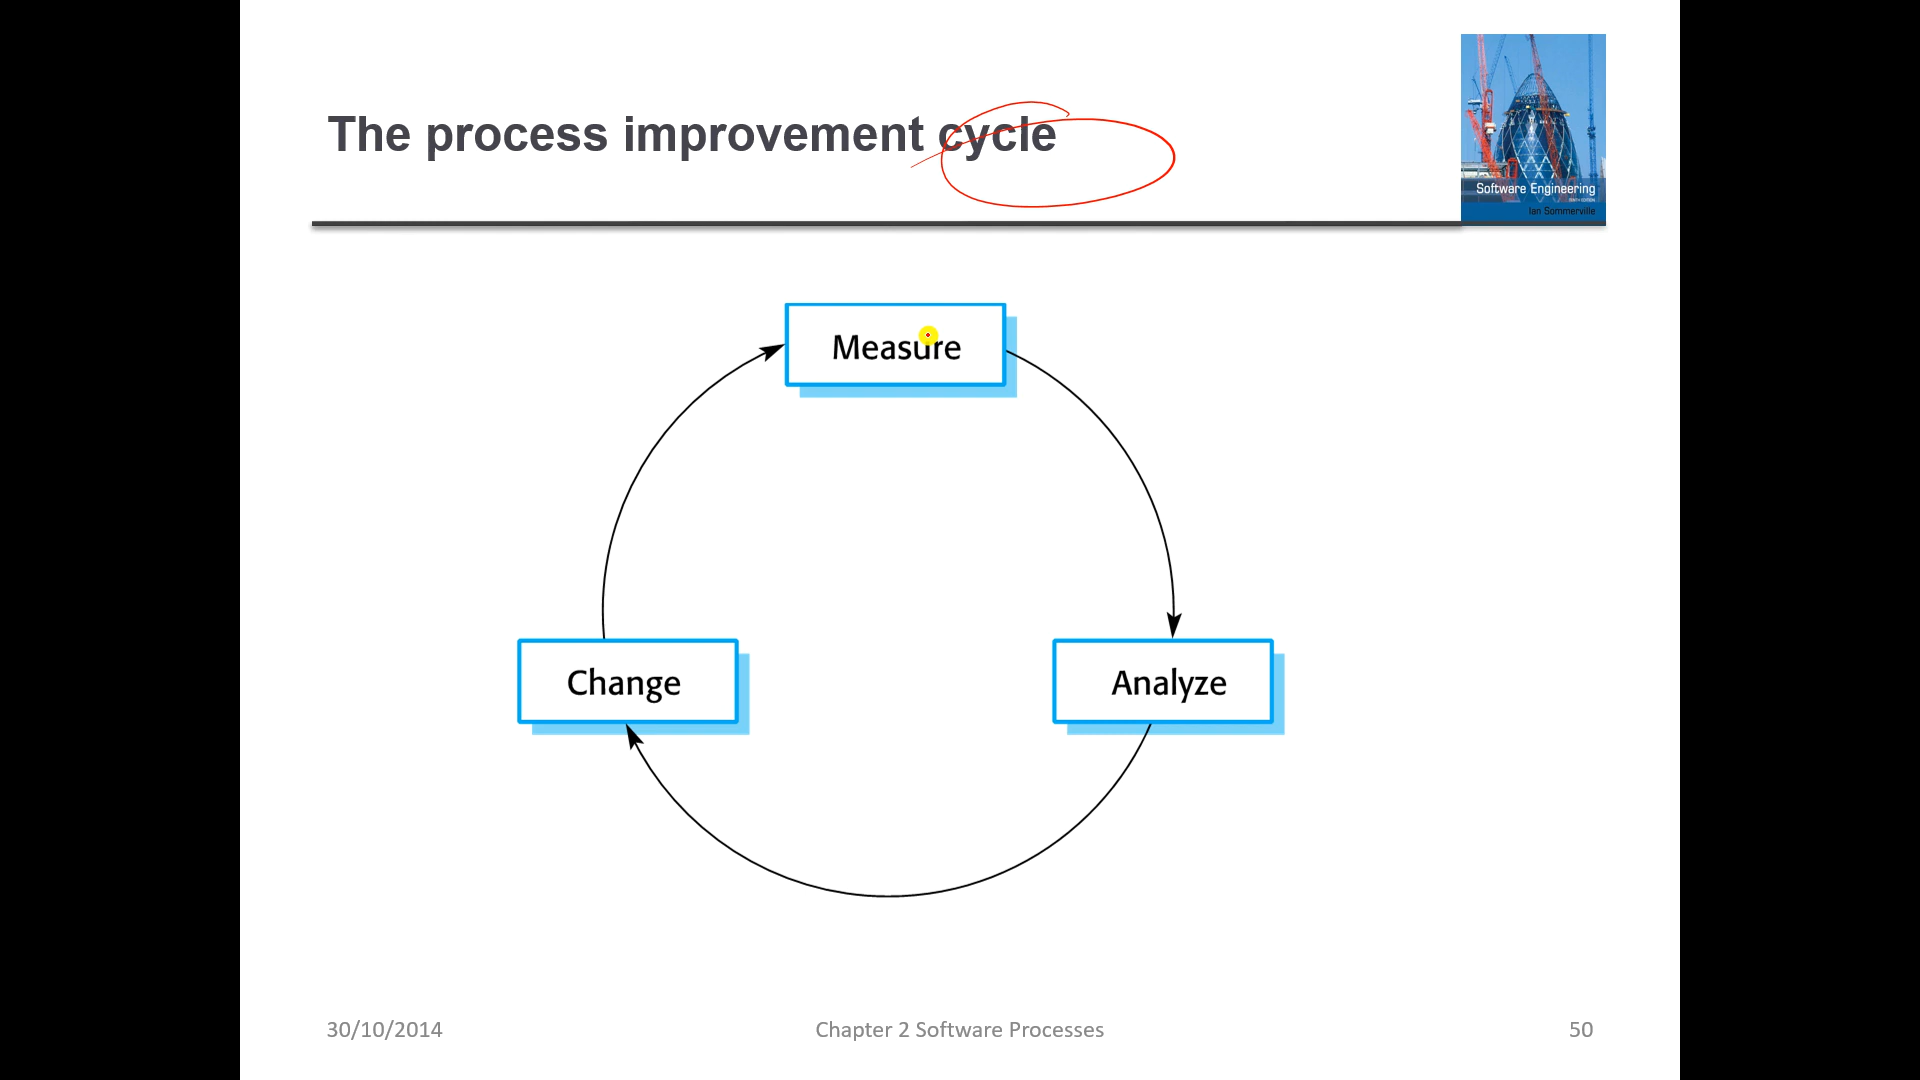 The process improvement cycle
Software Engineering
Ian Sommerville
Measure
Change
Analyze
30/10/2014
Chapter 2 Software Processes
50